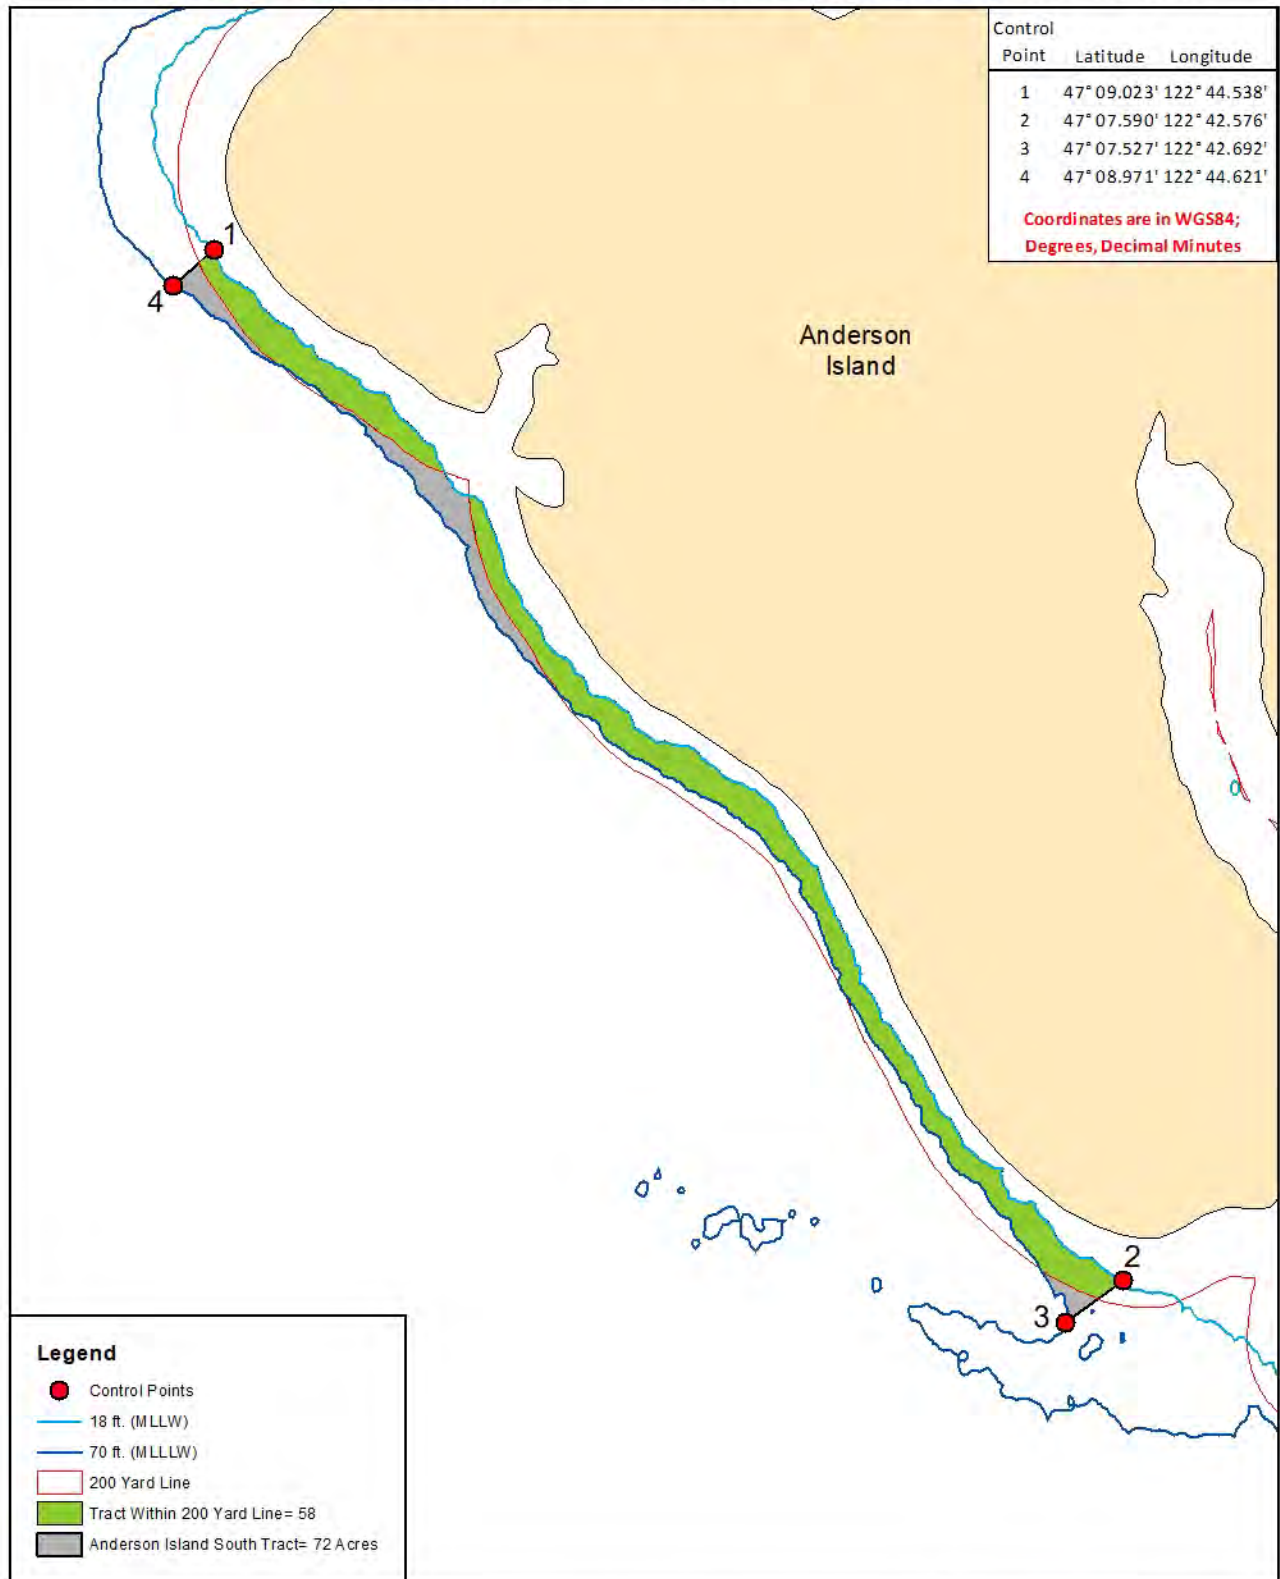 Control
Point Latitude Longitude
1 47° 09.023' 122° 44.538'
2 47° 07.590' 122° 42.576'
3 47° 07.527' 122° 42.692'
4 47° 08.971' 122° 44.621'
Coordinates are in WGS84;
Degrees, Decimal Minutes
1
4
Anderson
Island
2
3
Legend
Control Points
18 ft. (MLLW)
70 ft. (MLLLW)
200 Yard Line
Tract Within 200 Yard Line= 58
Anderson Island South Tract= 72 Acres